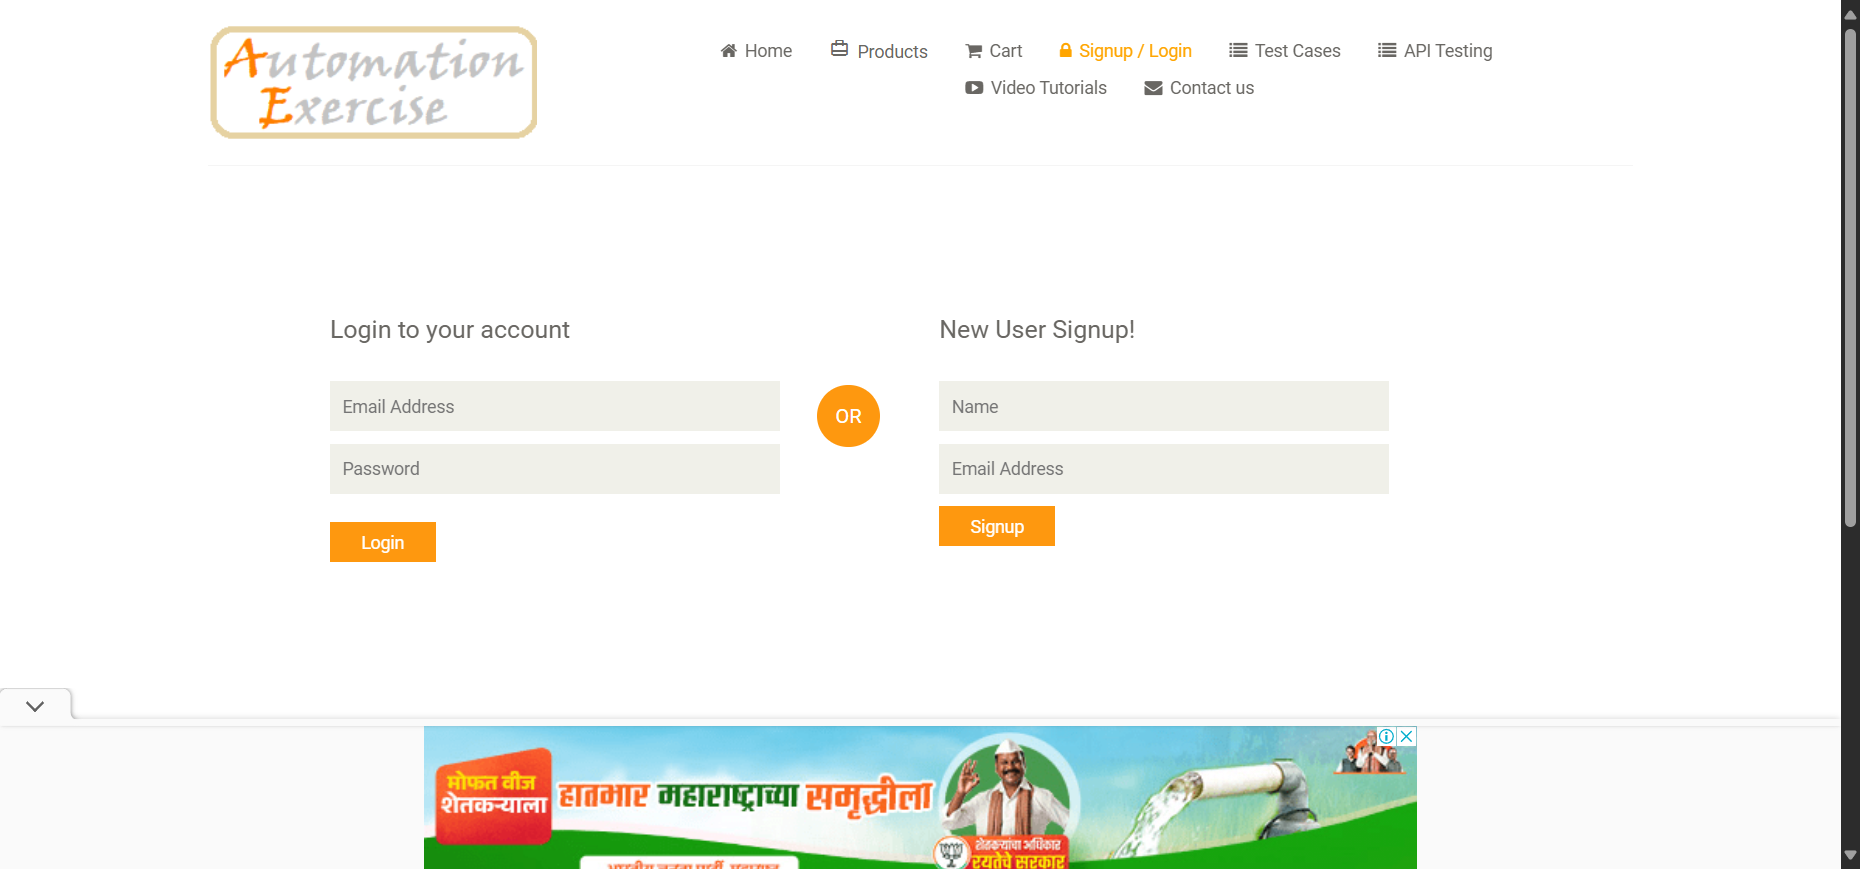 Automation
Exercise
Home
Products
Cart
Signup / Login
Test Cases
API Testing
Video Tutorials
Contact us
Login to your account
Email Address
Password
Login
OR
New User Signup!
Name
Email Address
Signup
मोफत वीज
शेतकऱ्याला
हातभार महाराष्ट्राच्या समृद्धीला
शेतकऱ्यांचा अधिकार
रयतेचे सरकार